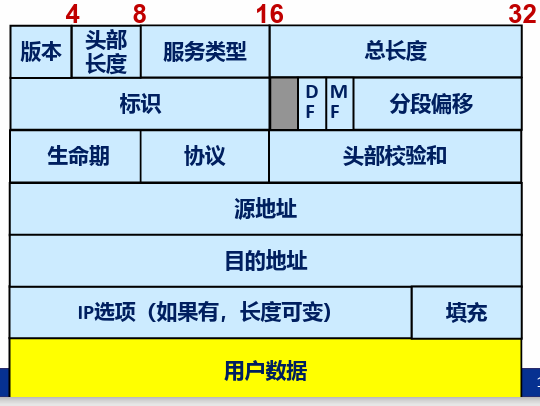 4 8 16 32
版本 头部长度 服务类型 总长度
标识 DF MF 分段偏移
生命期 协议 头部校验和
源地址
目的地址
IP选项（如果有，长度可变） 填充
用户数据